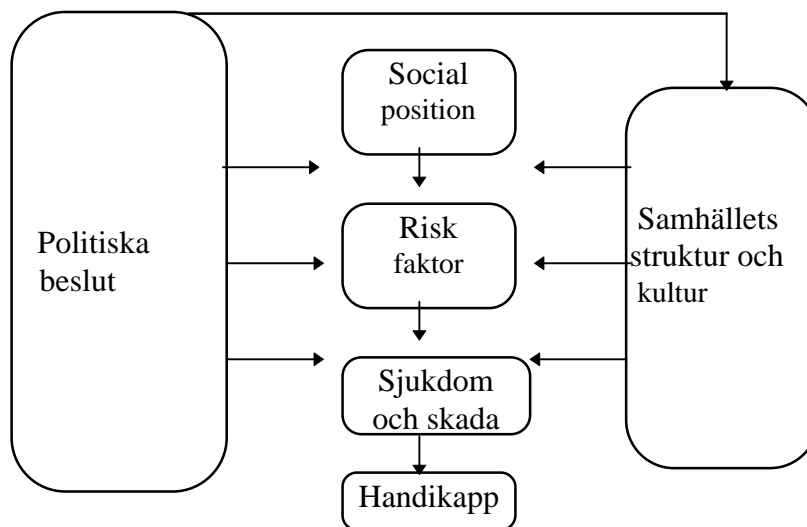 Social
position
Politiska
beslut
Risk
faktor
Samhällets
struktur och
kultur
Sjukdom
och skada
Handikapp